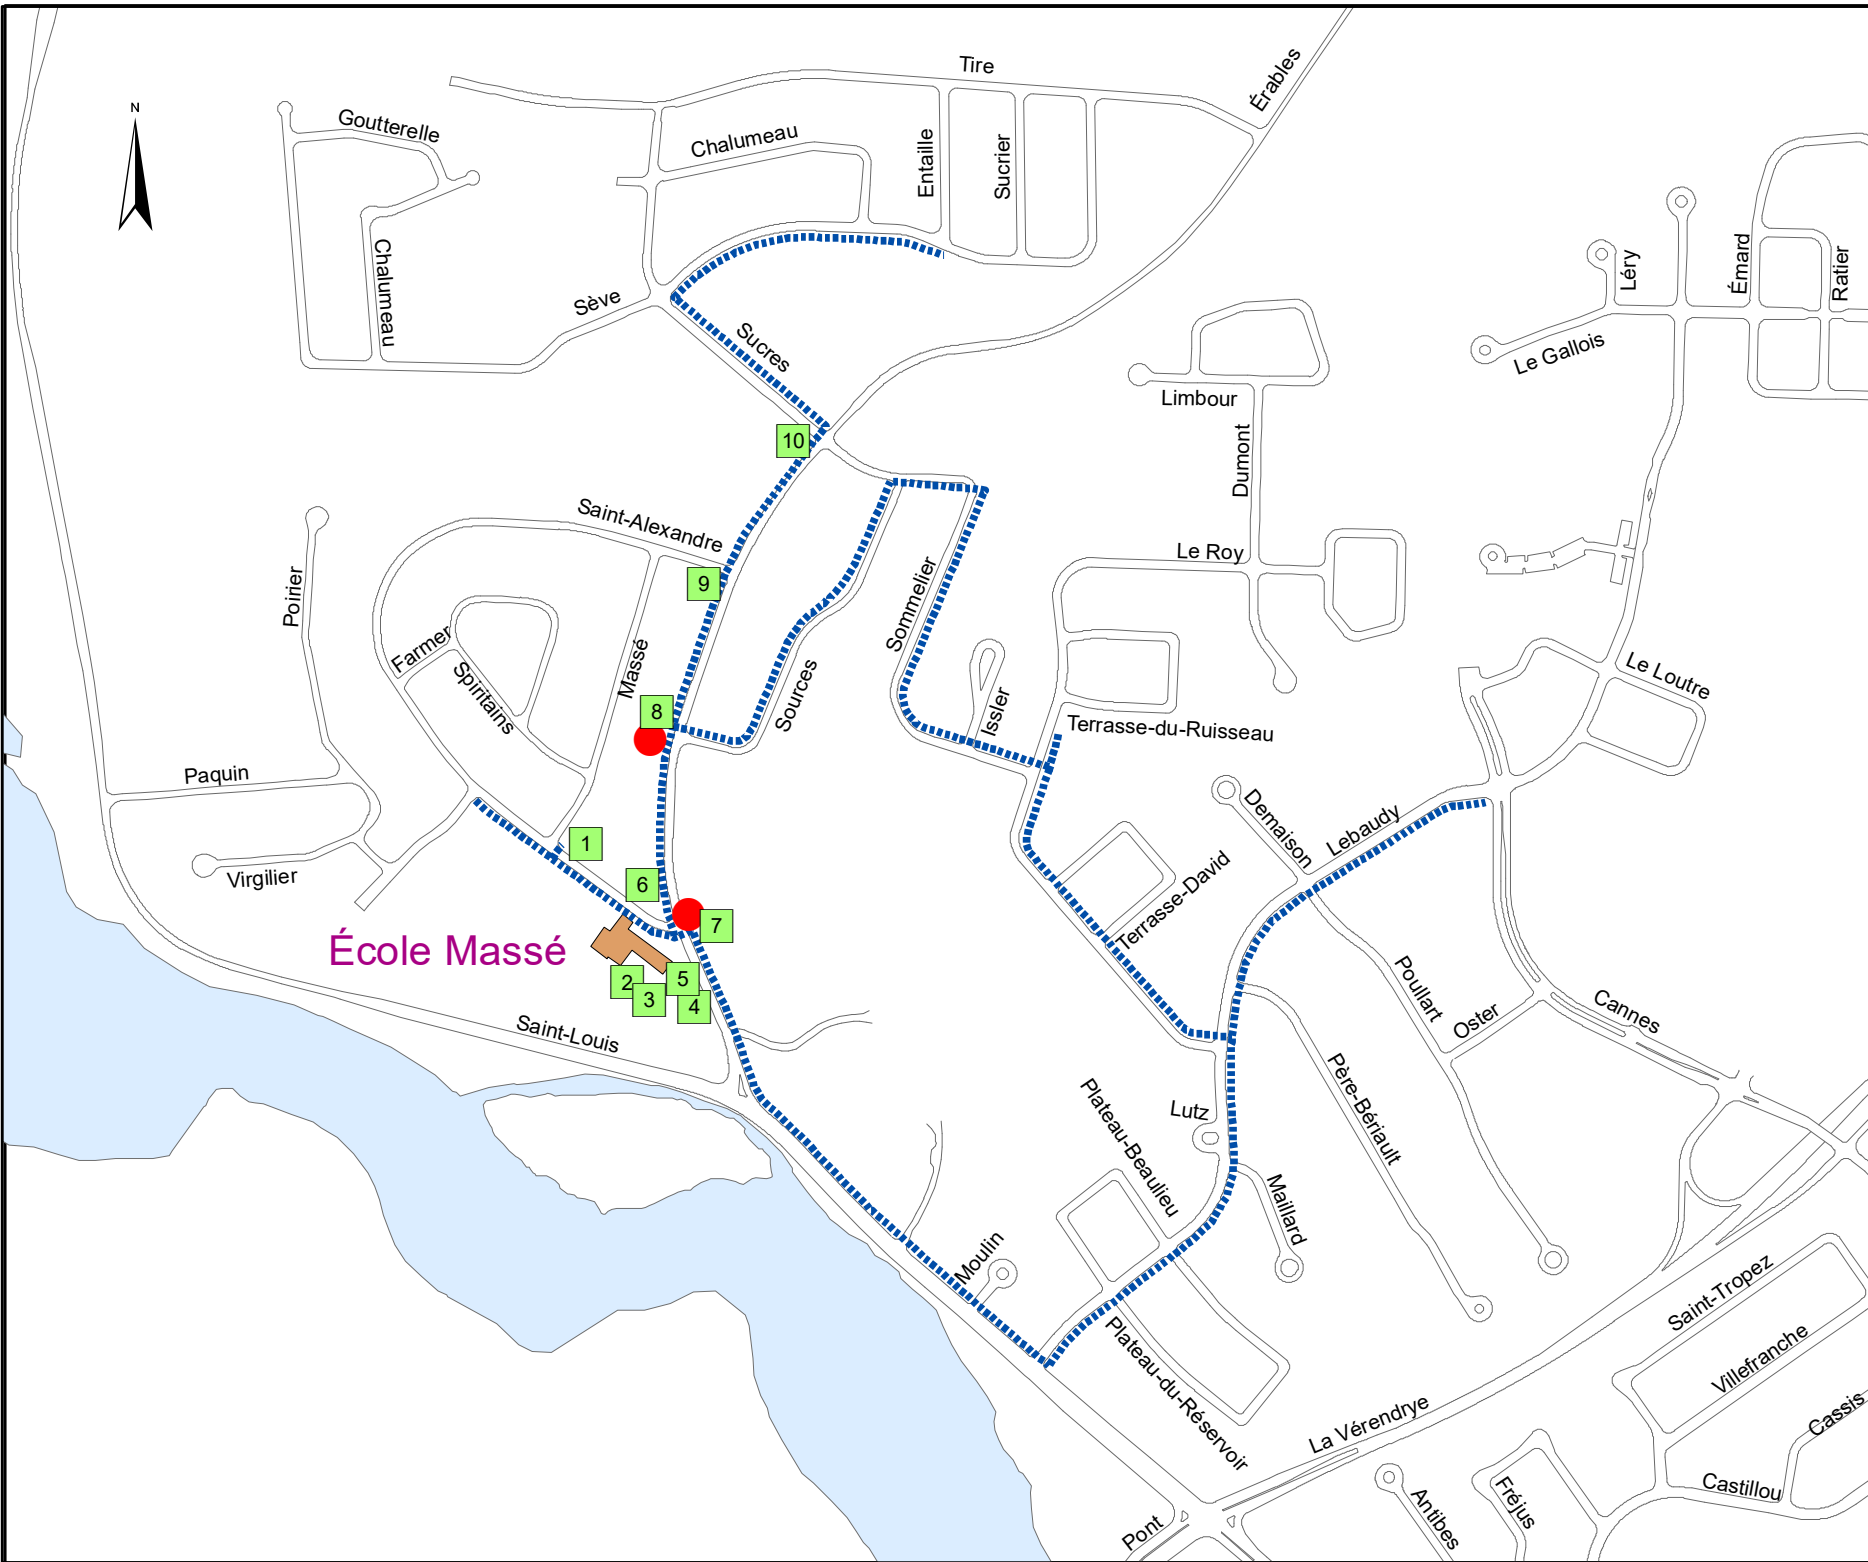 Tire
Érables
N
Goutterelle
Chalumeau
Entaille
Sucrier
Chalumeau
Léry
Émard
Ratier
Sève
Sucres
Le Gallois
Limbour
10
Dumont
Saint-Alexandre
Le Roy
9
Poirier
Sommelier
Farmer
Massé
Spiritains
Le Loutre
Sources
Issler
8
Terrasse-du-Ruisseau
Paquin
Demaison
Lebaudy
1
Virgilier
6
Terrasse-David
7
École Massé
2
3
5
4
Poullart
Oster
Cannes
Saint-Louis
Père-Bériault
Plateau-Beaulieu
Lutz
Maillard
Moulin
Saint-Tropez
Plateau-du-Réservoir
Villefranche
La Vérendrye
Cassis
Castillou
Fréjus
Antibes
Pont